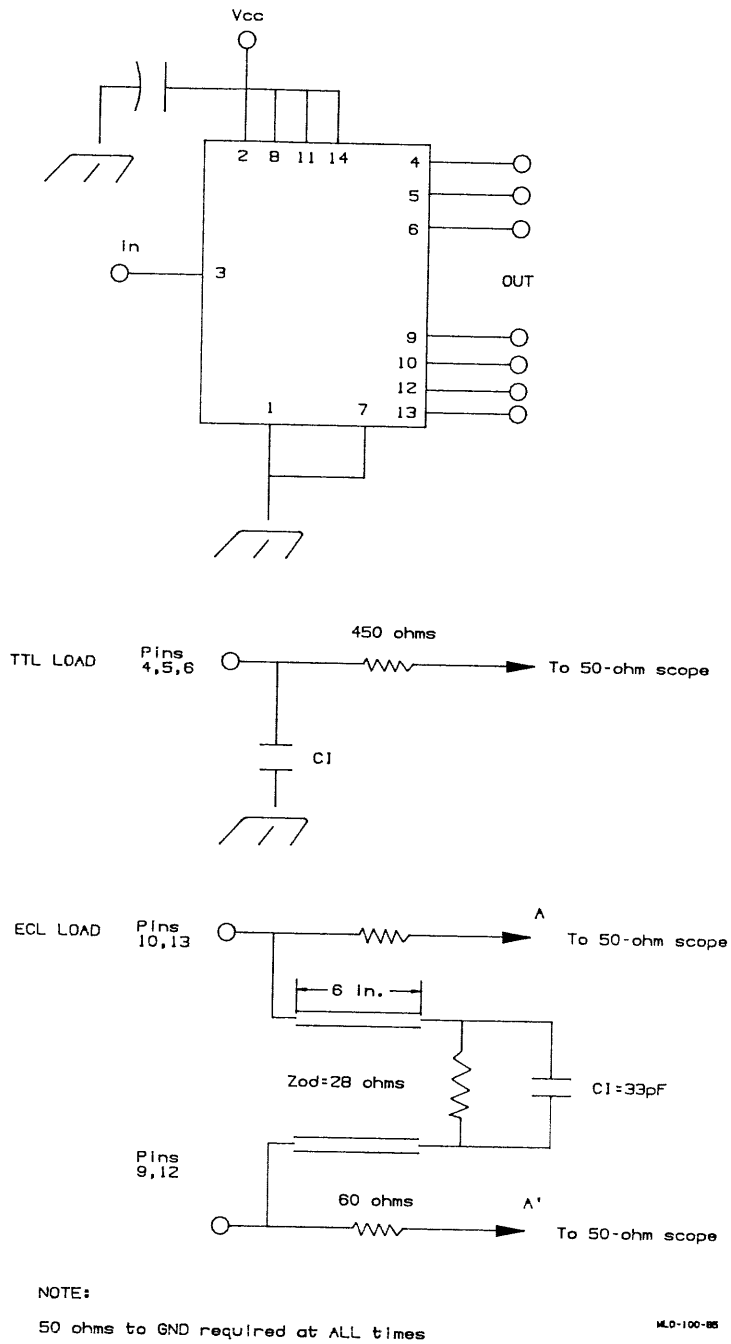 Vcc
2 8 11 14
4
5
6
In
3
OUT
9
10
12
1 7
13
450 ohms
TTL LOAD Pins
4,5,6
To 50-ohm scope
CI
ECL LOAD Pins
10,13
A
To 50-ohm scope
6 in.
Zod=28 ohms
CI=33pF
Pins
9,12
60 ohms
A'
To 50-ohm scope
NOTE:
50 ohms to GND required at ALL times
MLO-100-85